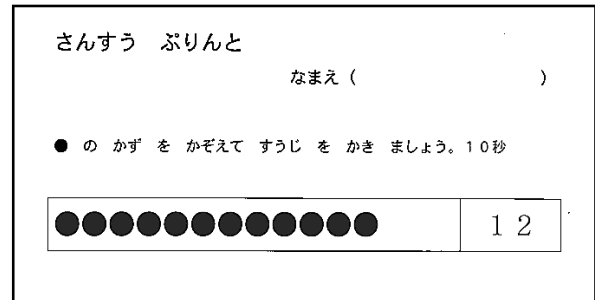 さんすう　ぷりんと
なまえ（　　　　　　　　　）
● の かず を かぞえて すうじ を かき ましょう。１０秒
●●●●●●●●●●●● １２